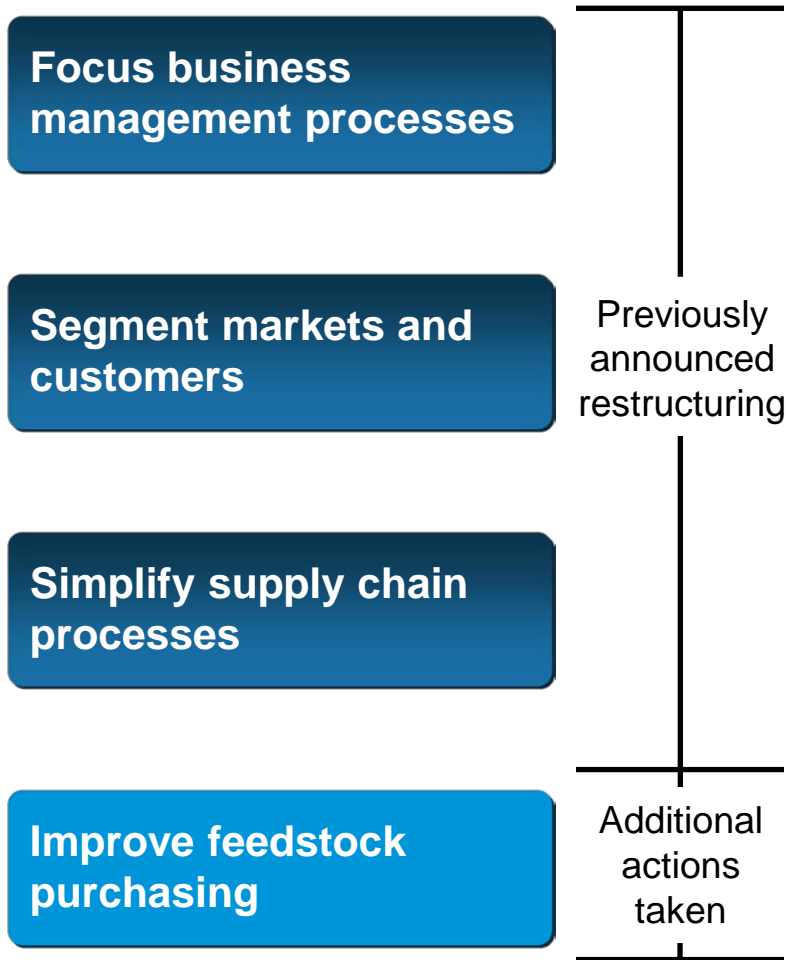 Focus business
management processes
Segment markets and
customers
Previously
announced
restructuring
Simplify supply chain
processes
Improve feedstock
purchasing
Additional
actions
taken